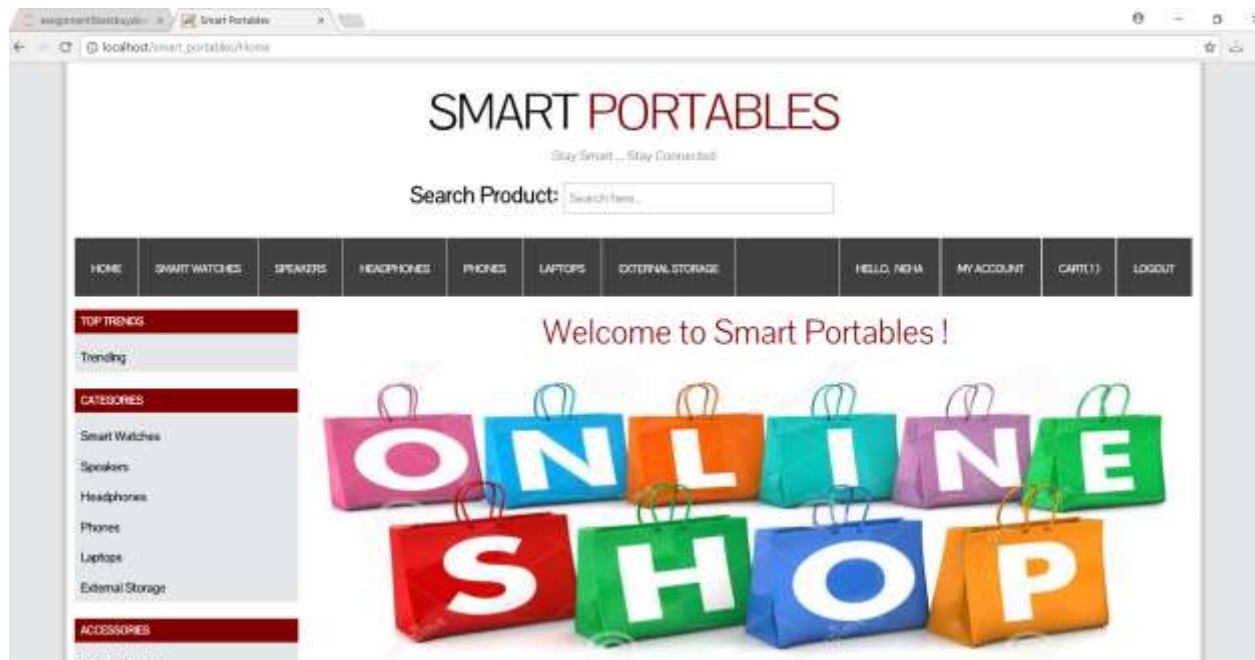 Smart Portables
localhost/smart_portables/Home
SMART PORTABLES
Stay Smart... Stay Connected
Search Product: Search here..
HOME SMART WATCHES SPEAKERS HEADPHONES PHONES LAPTOPS EXTERNAL STORAGE HELLO, NEHA MY ACCOUNT CART(1) LOGOUT
TOP TRENDS
Trending
CATEGORIES
Smart Watches
Speakers
Headphones
Phones
Laptops
External Storage
ACCESSORIES
Welcome to Smart Portables !
ONLINE
SHOP